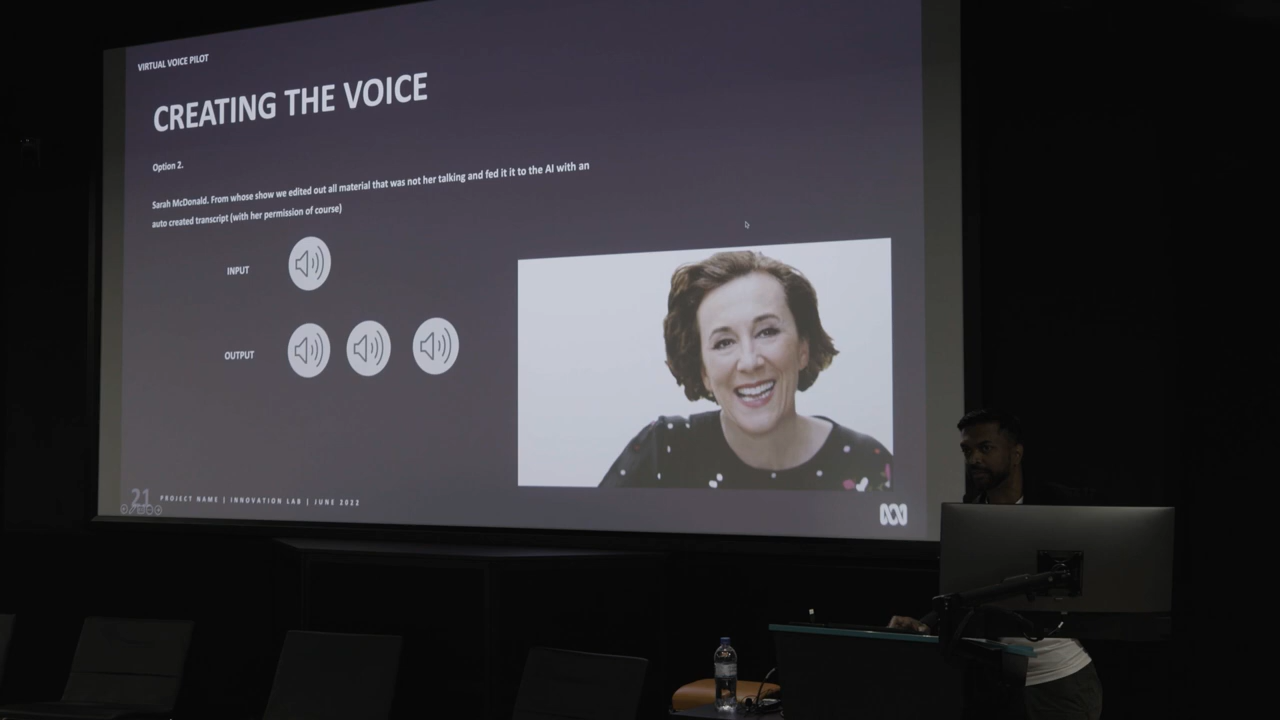 VIRTUAL VOICE PILOT
CREATING THE VOICE
Option 2.
Sarah McDonald. From whose show we edited out all material that was not her talking and fed it it to the AI with an
auto created transcript (with her permission of course)
INPUT
OUTPUT
21 PROJECT NAME | INNOVATION LAB | JUNE 2022